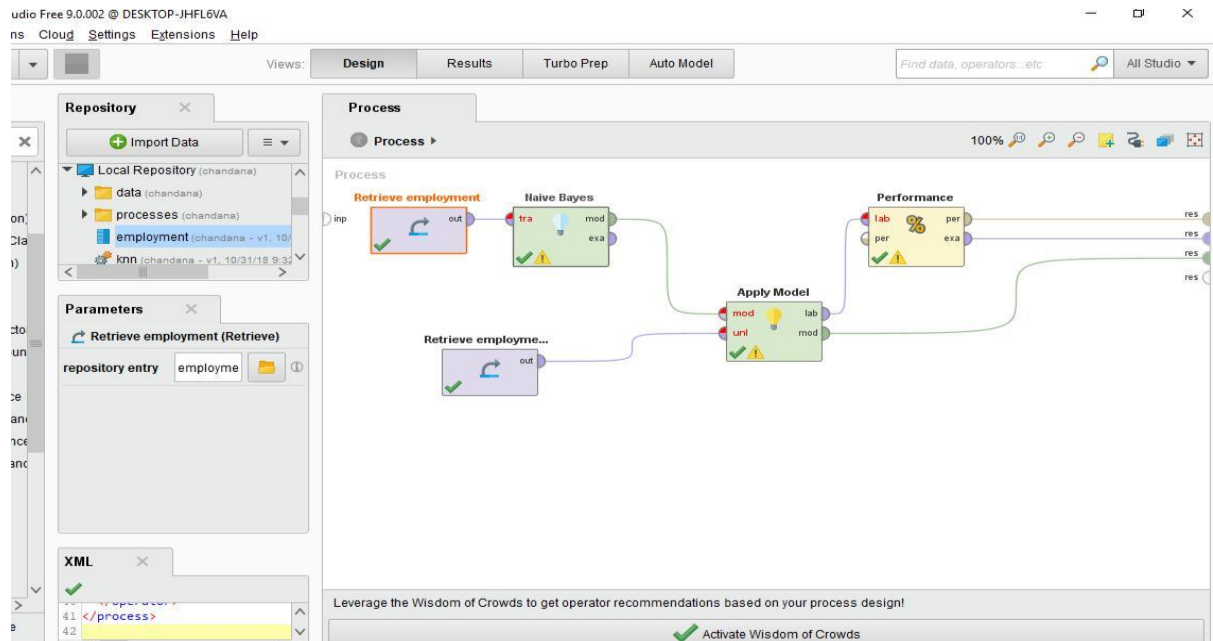 udio Free 9.0.002 @ DESKTOP-JHFL6VA
ns Cloud Settings Extensions Help
Views: Design Results Turbo Prep Auto Model
Find data, operators...etc
All Studio
Repository
Import Data
Local Repository (chandana)
data (chandana)
processes (chandana)
employment (chandana - v1, 10/
knn (chandana - v1, 10/31/18 9:32
Parameters
Retrieve employment (Retrieve)
repository entry employme
XML
41 </process>
42
Process
Process
100%
Process
inp
Retrieve employment
out
Naive Bayes
tra mod
exa
Retrieve employme...
out
Apply Model
mod lab
unl mod
Performance
lab % per
per exa
res
res
res
res
Leverage the Wisdom of Crowds to get operator recommendations based on your process design!
Activate Wisdom of Crowds